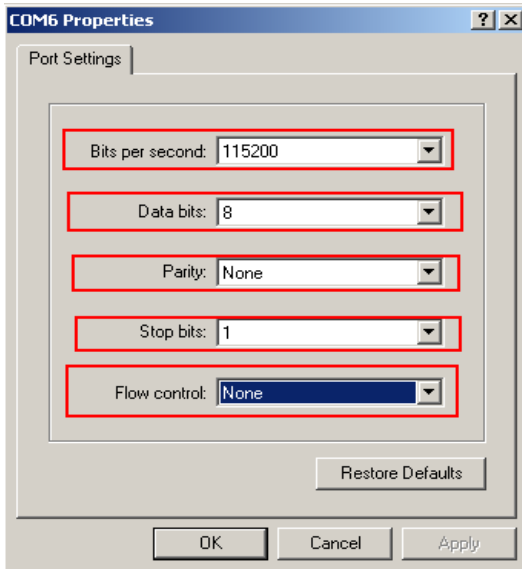 COM6 Properties
Port Settings
Bits per second: 115200
Data bits: 8
Parity: None
Stop bits: 1
Flow control: None
Restore Defaults
OK Cancel Apply